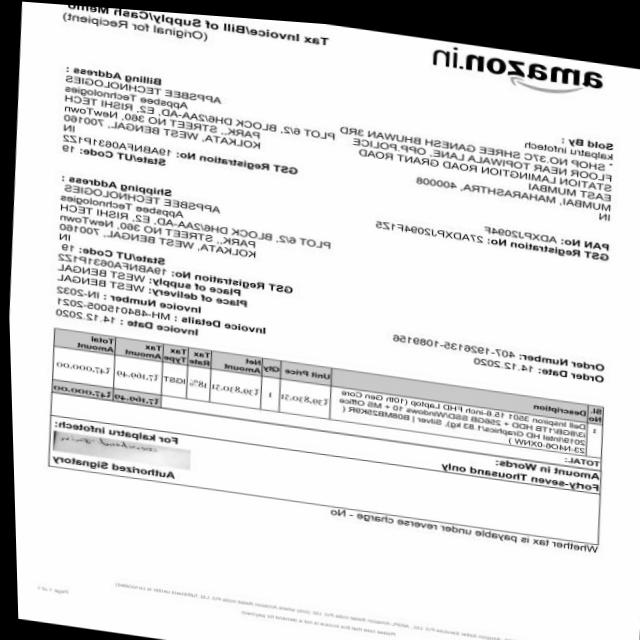 amazon.in
Tax Invoice/Bill of Supply/Cash Memo
(Original for Recipient)
Sold By :
kalpatru infotech
* SHOP NO.37C SHREE GANESH BHUWAN 3RD
FLOOR NEAR TOPIWALA LANE, OPP.POLICE
STATION LAMINGTON ROAD GRANT ROAD
EAST MUMBAI
MUMBAI, MAHARASHTRA, 400008
IN
PAN No: ADXPJ2094F
GST Registration No: 27ADXPJ2094F1Z5
Billing Address :
APPSBEE TECHNOLOGIES
Appsbee Technologies
PLOT 6/2, BLOCK DH6/2AA-AD, E2, RISHI TECH
PARK,, STREET NO 360, NewTown
KOLKATA, WEST BENGAL, 700160
IN
GST Registration No: 19ABNFA0631P1ZZ
State/UT Code: 19
Shipping Address :
APPSBEE TECHNOLOGIES
Appsbee Technologies
PLOT 6/2, BLOCK DH6/2AA-AD, E2, RISHI TECH
PARK,, STREET NO 360, NewTown
KOLKATA, WEST BENGAL, 700160
IN
State/UT Code: 19
GST Registration No: 19ABNFA0631P1ZZ
Place of supply: WEST BENGAL
Place of delivery: WEST BENGAL
Order Number: 407-1926135-1089156
Order Date: 14.12.2020
Invoice Number : IN-2032
Invoice Details : MH-484015005-2021
Invoice Date : 14.12.2020
Sl. No Description Unit Price Qty Net Amount Tax Rate Tax Type Tax Amount Total Amount
1 Dell Inspiron 3501 15.6-inch FHD Laptop (10th Gen Core
i3/8GB/1TB HDD + 256GB SSD/Windows 10 + MS Office
2019/Intel HD Graphics/1.83 kg), Silver | B08MB92SKR (
23-N4O6-0XNW ) ₹39,830.51 1 ₹39,830.51 18% IGST ₹7,169.49 ₹47,000.00
TOTAL: ₹7,169.49 ₹47,000.00
Amount in Words:
Forty-seven Thousand only
For kalpatru infotech:
Authorized Signatory
Whether tax is payable under reverse charge - No
Page 1 of 1